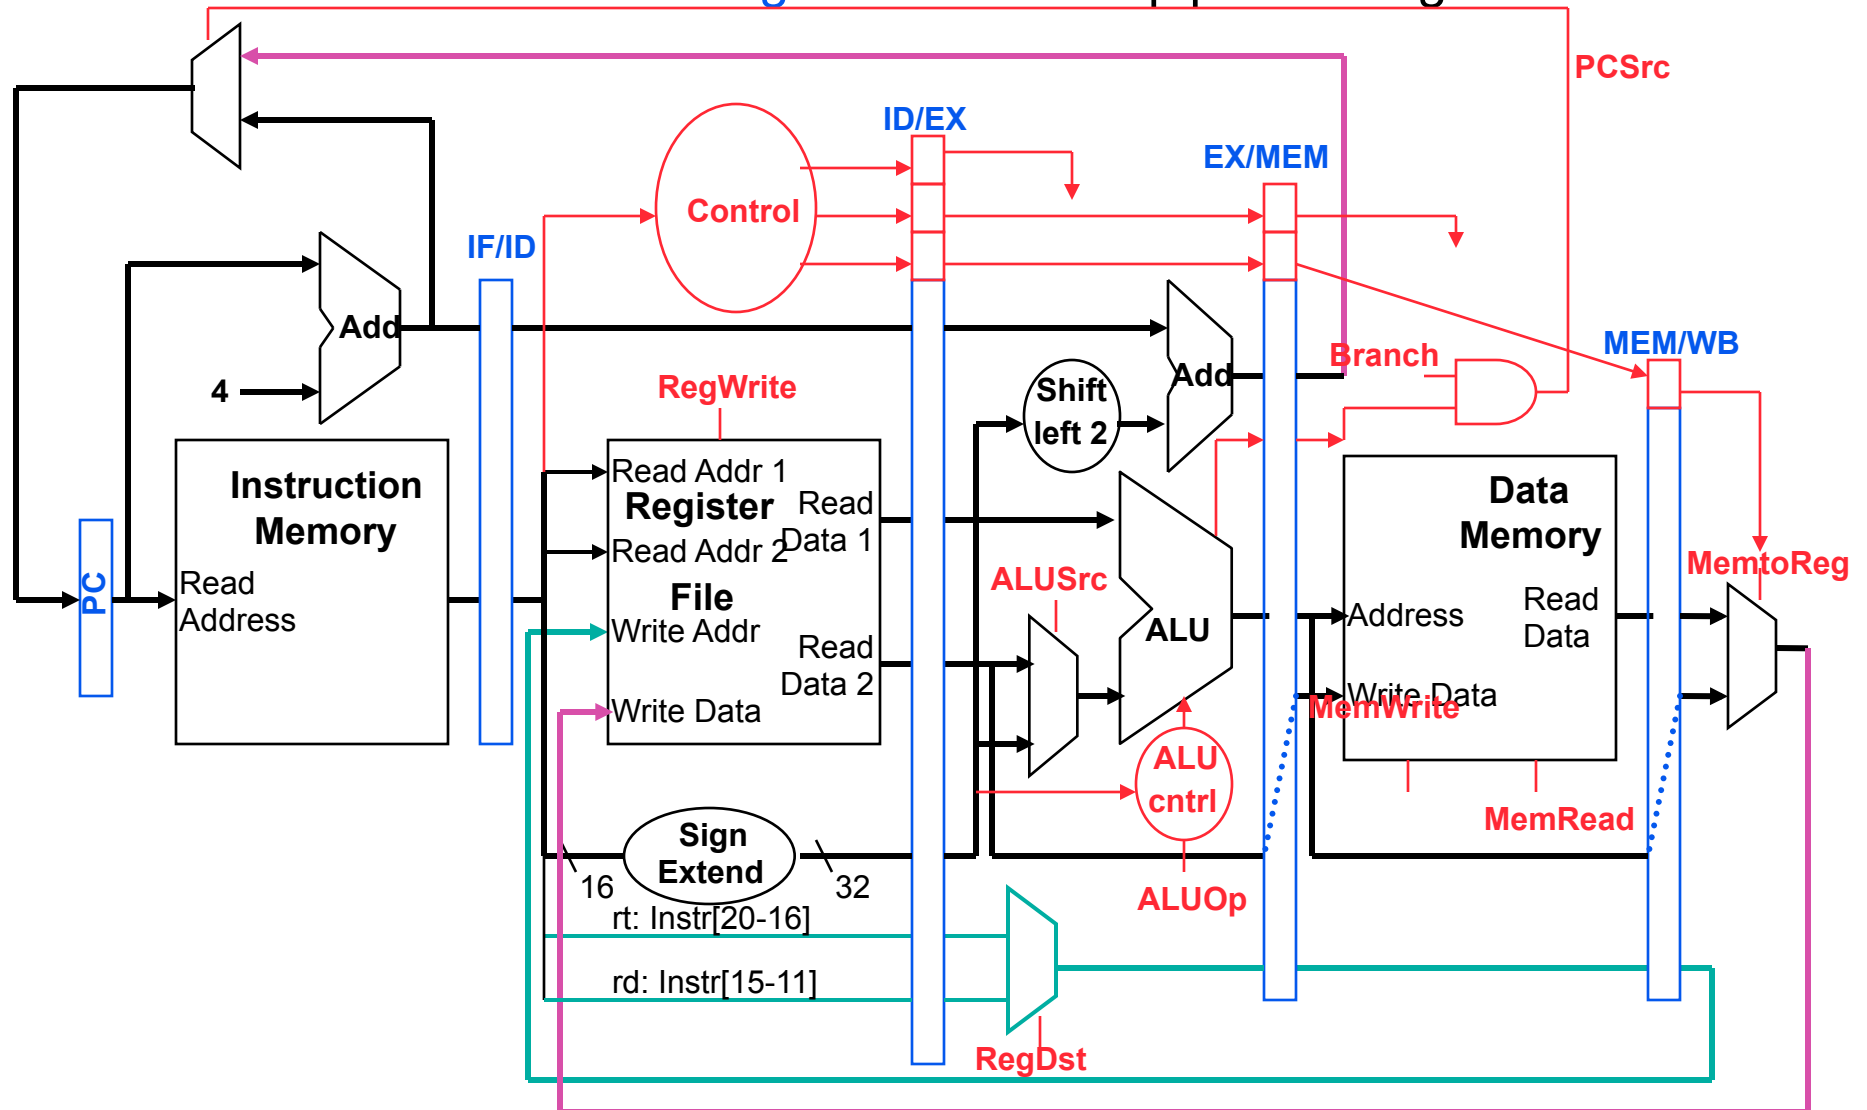 PCSrc
ID/EX
EX/MEM
Control
IF/ID
Add
4
MEM/WB
Branch
Add
Shift
left 2
RegWrite
Instruction
Memory
Read
Address
PC
Read Addr 1
Register
Read
Data 1
Read Addr 2
File
Write Addr
Read
Data 2
Write Data
ALUSrc
ALU
Data
Memory
Address
Read
Data
Write Data
MemWrite
MemtoReg
ALU
cntrl
MemRead
ALUOp
Sign
Extend
16
32
rt: Instr[20-16]
rd: Instr[15-11]
RegDst